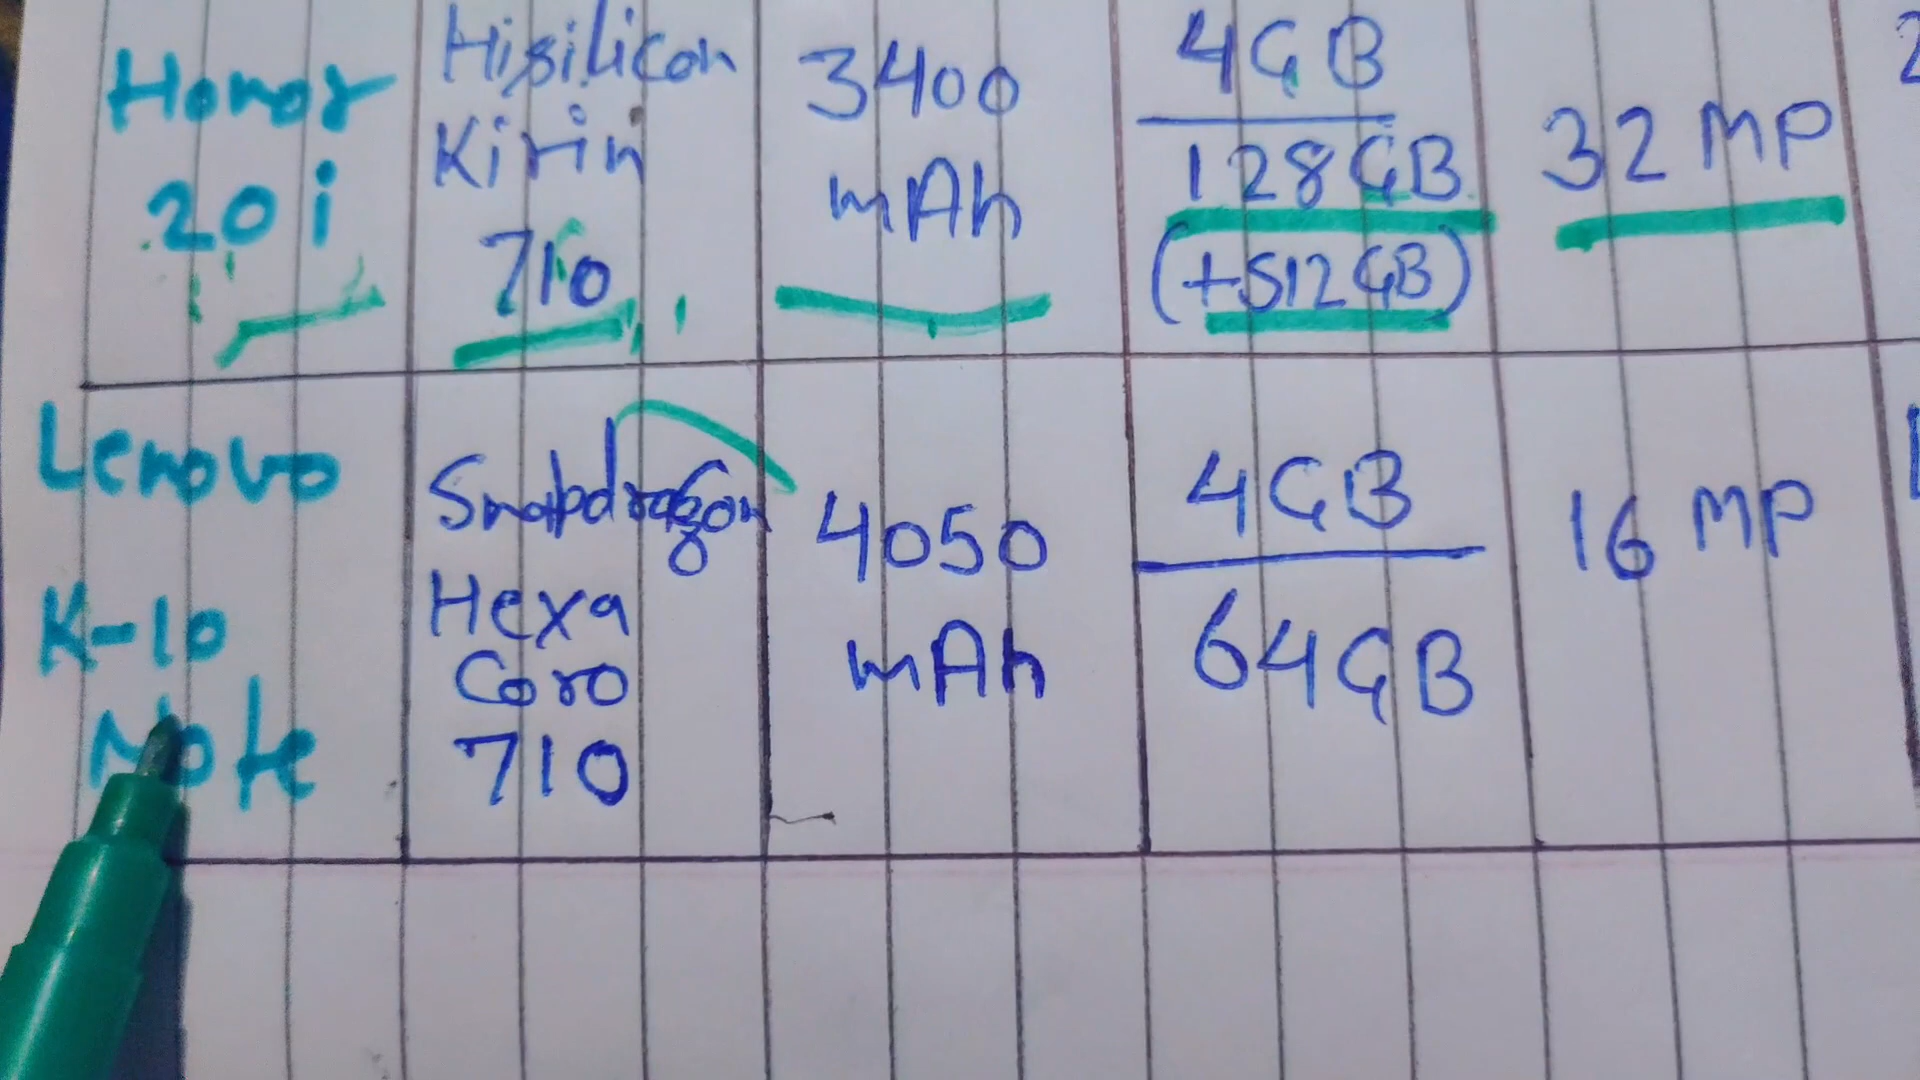 Honor
20i
Hisilicon
Kirin
710
3400
mAh
4GB
128GB
(+512GB)
32 MP
Lenovo
K-10
Note
Snapdragon
Hexa
Coro
710
4050
mAh
4GB
64GB
16 MP